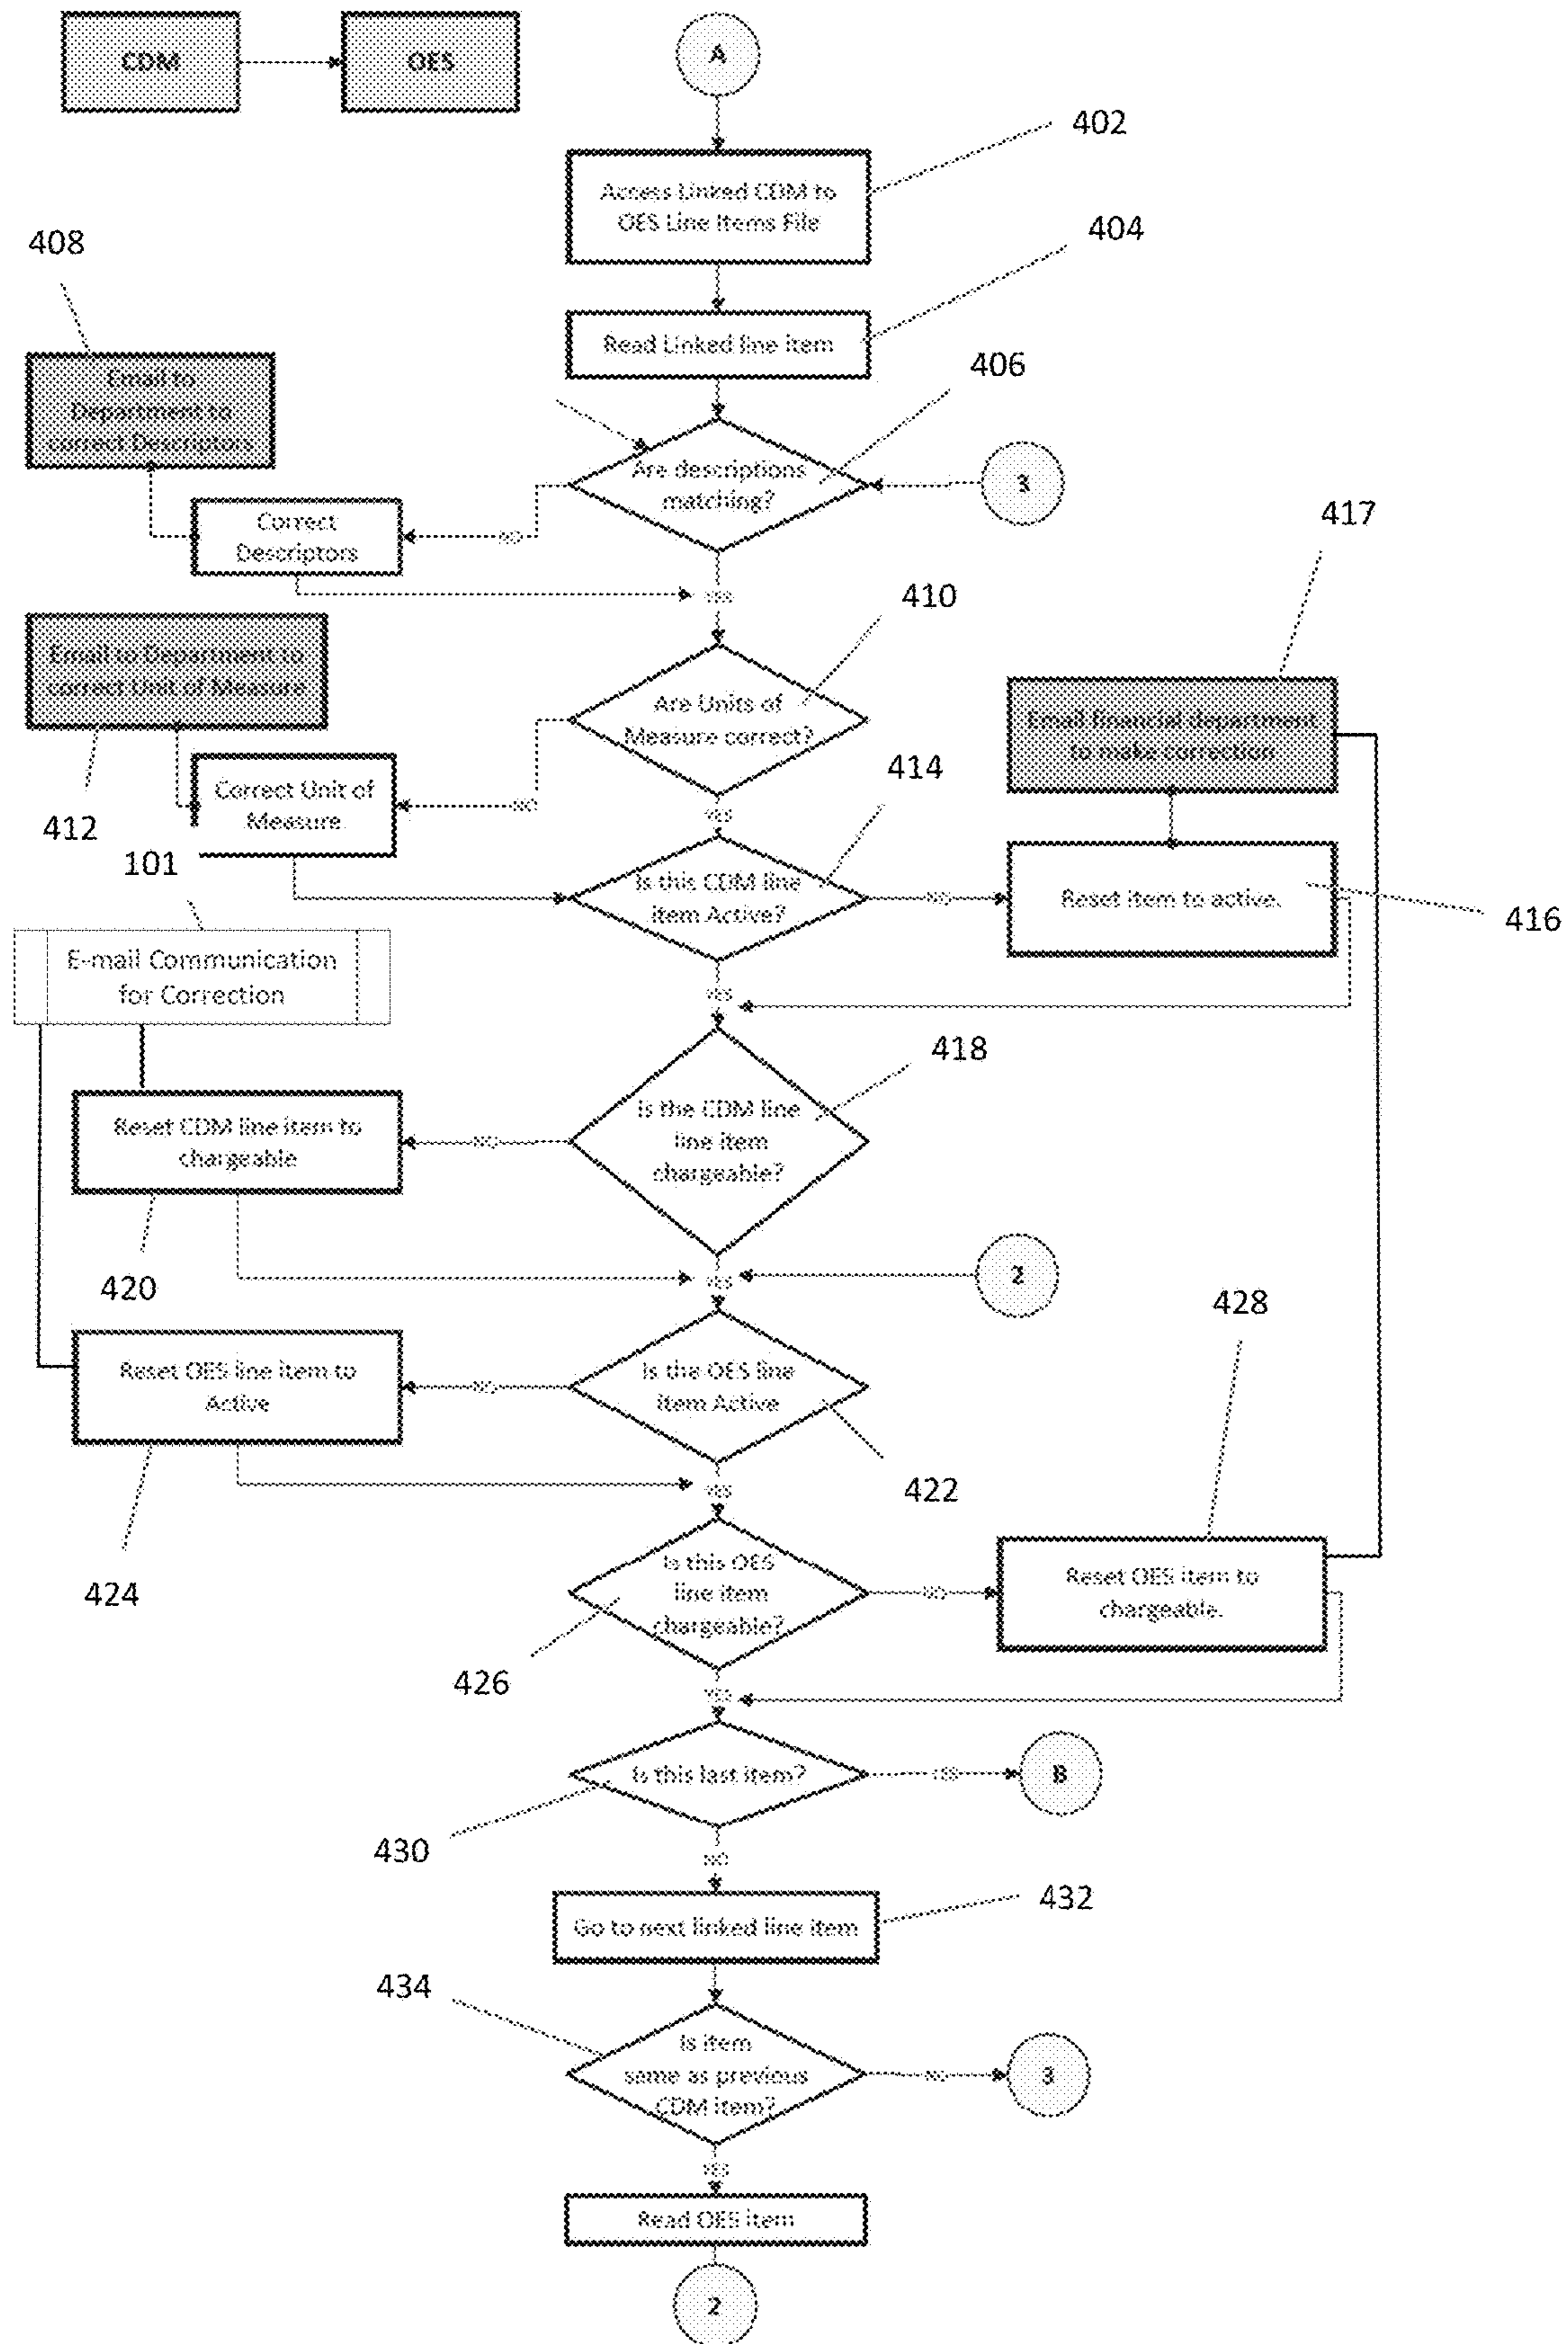 CDM
OES
A
402
Access Linked CDM to
OES Line Items File
404
408
Read Linked line item
406
Email to
Department to
correct Descriptors
Are descriptions
matching?
3
417
Correct
Descriptors
NO
YES
410
Email to Department to
correct Unit of Measure
Are Units of
Measure correct?
Email financial department
to make correction
414
Correct Unit of
Measure
NO
YES
412
101
Is this CDM line
item Active?
NO
Reset item to active.
416
E-mail Communication
for Correction
YES
418
Reset CDM line item to
chargeable
NO
Is the CDM line
line item
chargeable?
420
YES
2
428
Reset OES line item to
Active
NO
Is the OES line
item Active
422
YES
424
Is this OES
line item
chargeable?
NO
Reset OES item to
chargeable.
426
YES
Is this last item?
YES
B
430
NO
432
Go to next linked line item
434
Is item
same as previous
CDM item?
NO
3
YES
Read OES item
2